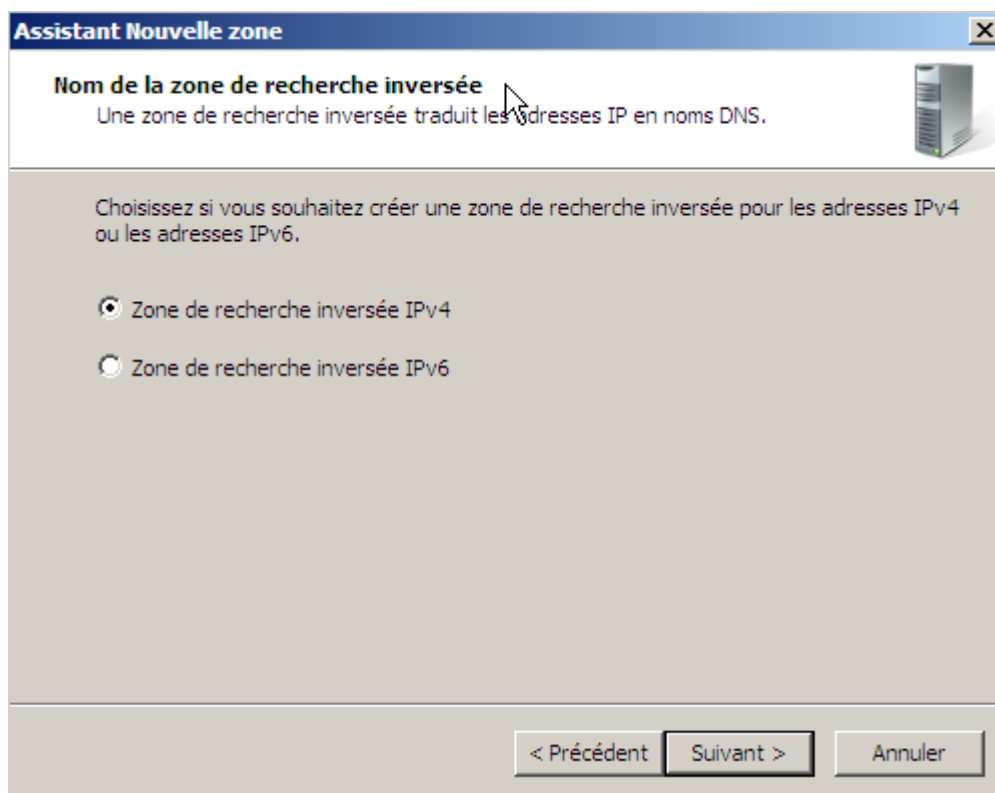 Assistant Nouvelle zone
Nom de la zone de recherche inversée
Une zone de recherche inversée traduit les adresses IP en noms DNS.
Choisissez si vous souhaitez créer une zone de recherche inversée pour les adresses IPv4
ou les adresses IPv6.
Zone de recherche inversée IPv4
Zone de recherche inversée IPv6
< Précédent
Suivant >
Annuler